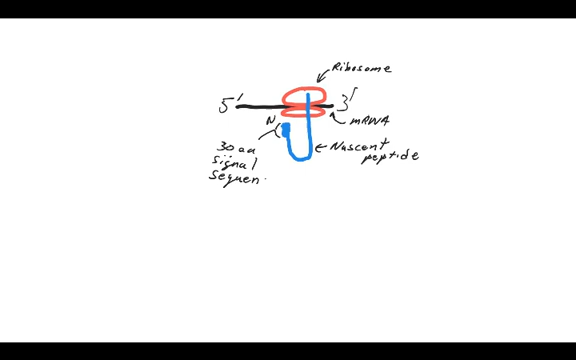 Ribosome
5' 3'
mRNA
N
30 aa
signal
sequen
Nascent
peptide